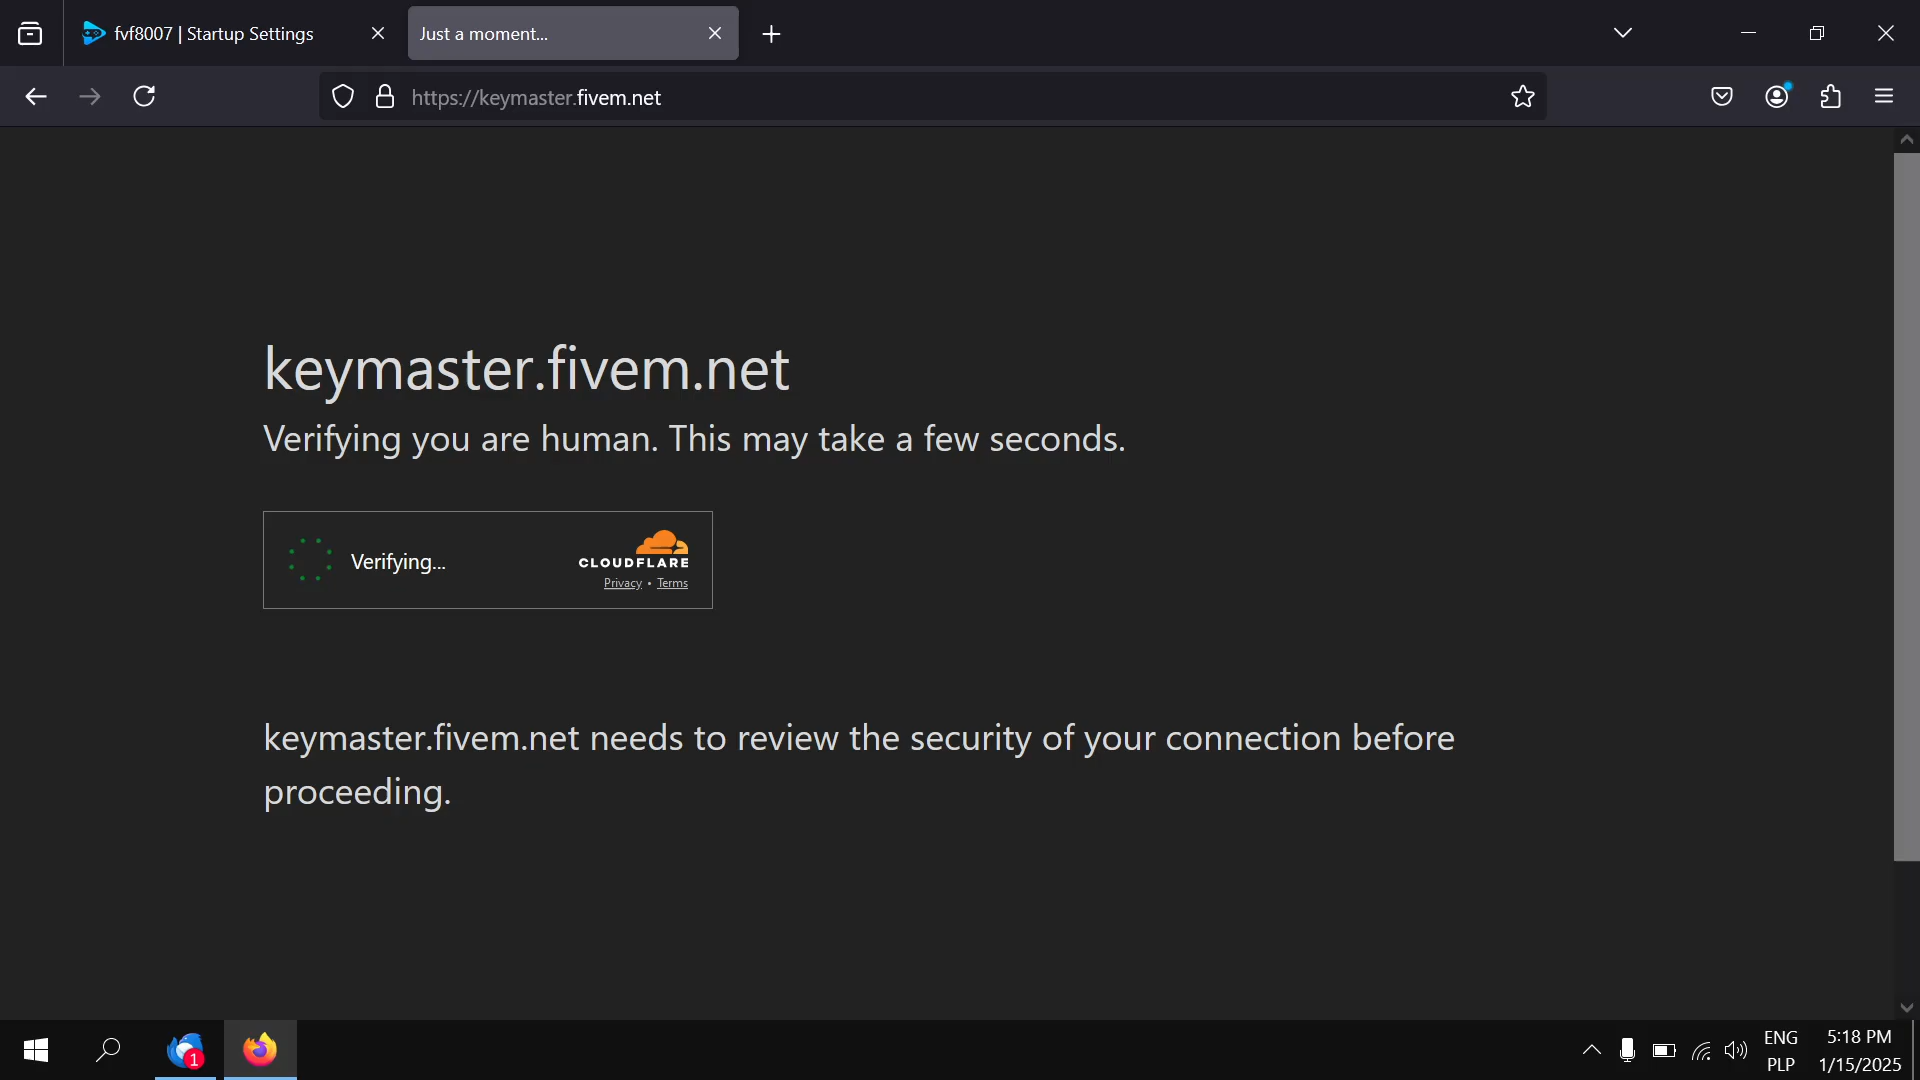 fvf8007 | Startup Settings
Just a moment...
https://keymaster.fivem.net
keymaster.fivem.net
Verifying you are human. This may take a few seconds.
Verifying...
CLOUDFLARE
Privacy • Terms
keymaster.fivem.net needs to review the security of your connection before
proceeding.
1
ENG
PLP
5:18 PM
1/15/2025